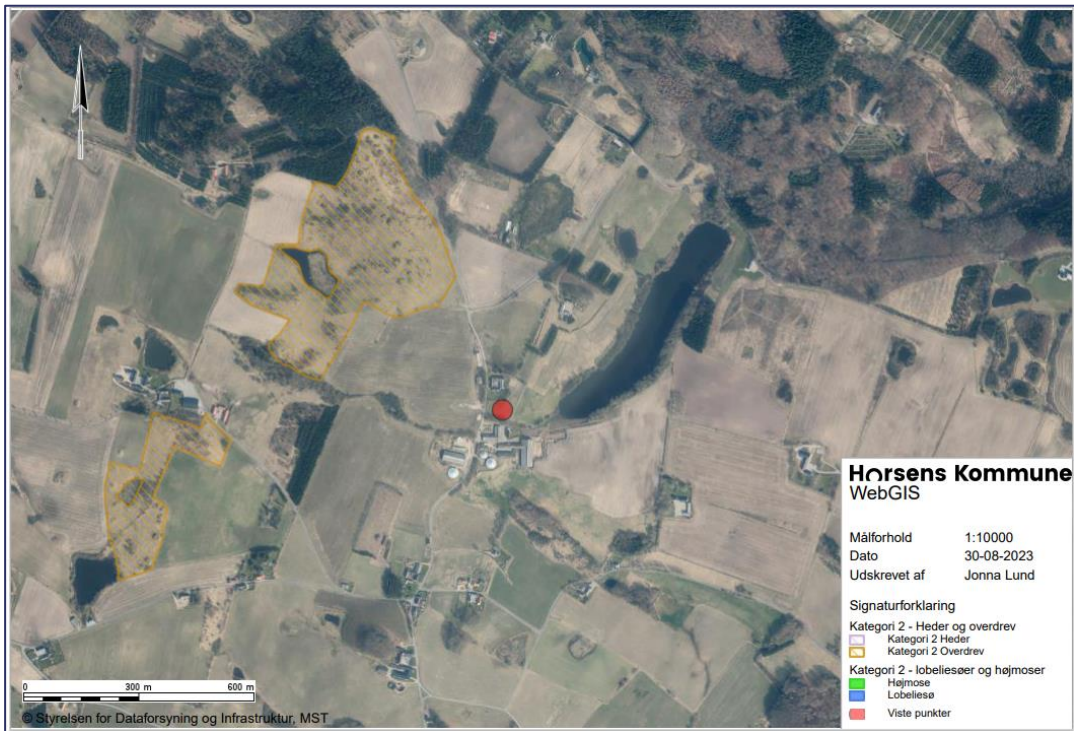 Horsens Kommune
WebGIS
Målforhold 1:10000
Dato 30-08-2023
Udskrevet af Jonna Lund
Signaturforklaring
Kategori 2 - Heder og overdrev
Kategori 2 Heder
Kategori 2 Overdrev
Kategori 2 - lobeliesøer og højmoser
Højmose
Lobeliesø
Viste punkter
0 300 m 600 m
© Styrelsen for Dataforsyning og Infrastruktur, MST